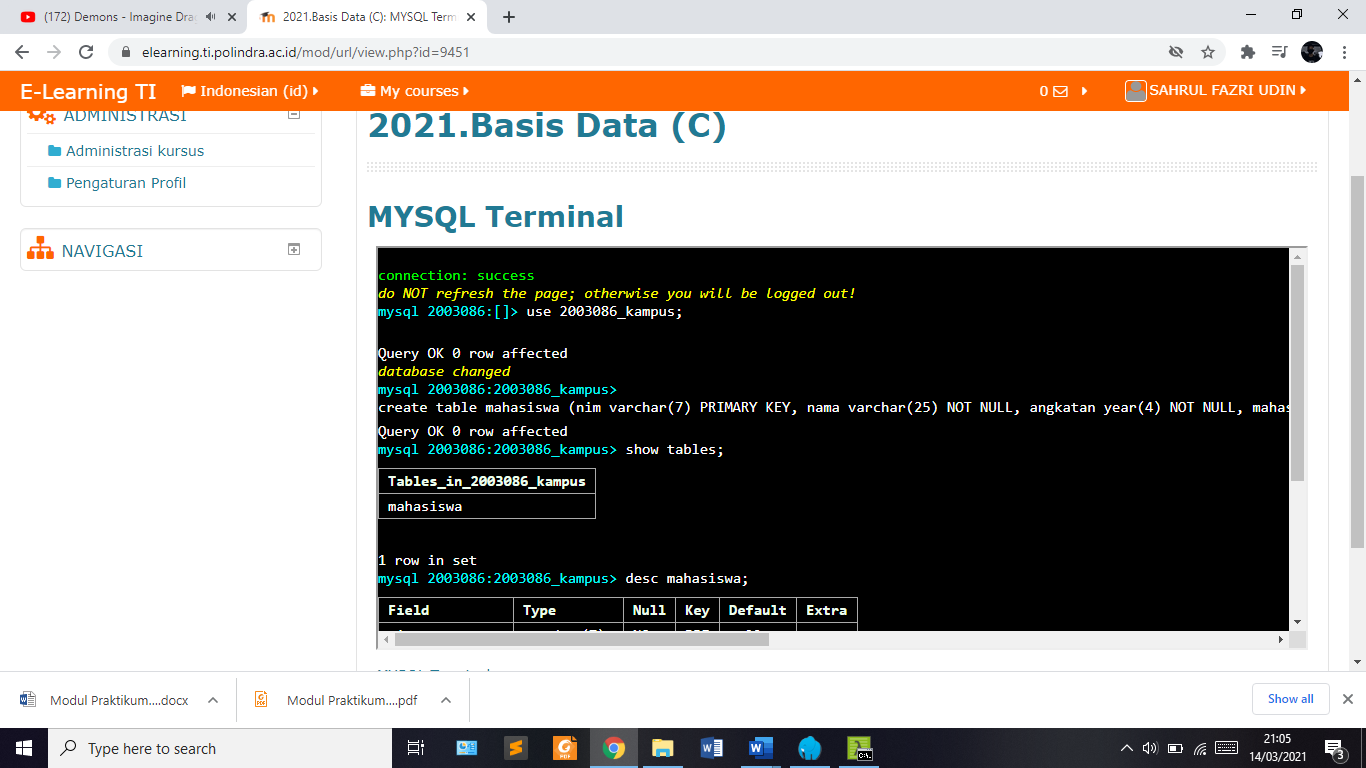 (172) Demons - Imagine Dra
2021.Basis Data (C): MYSQL Term
elearning.ti.polindra.ac.id/mod/url/view.php?id=9451
E-Learning TI
Indonesian (id)
My courses
0
SAHRUL FAZRI UDIN
ADMINISTRASI
Administrasi kursus
Pengaturan Profil
NAVIGASI
2021.Basis Data (C)
MYSQL Terminal
connection: success
do NOT refresh the page; otherwise you will be logged out!
mysql 2003086:[]> use 2003086_kampus;
Query OK 0 row affected
database changed
mysql 2003086:2003086_kampus>
create table mahasiswa (nim varchar(7) PRIMARY KEY, nama varchar(25) NOT NULL, angkatan year(4) NOT NULL, mahas
Query OK 0 row affected
mysql 2003086:2003086_kampus> show tables;
Tables_in_2003086_kampus
mahasiswa
1 row in set
mysql 2003086:2003086_kampus> desc mahasiswa;
Field Type Null Key Default Extra
Modul Praktikum....docx
Modul Praktikum....pdf
Show all
Type here to search
21:05
14/03/2021
3